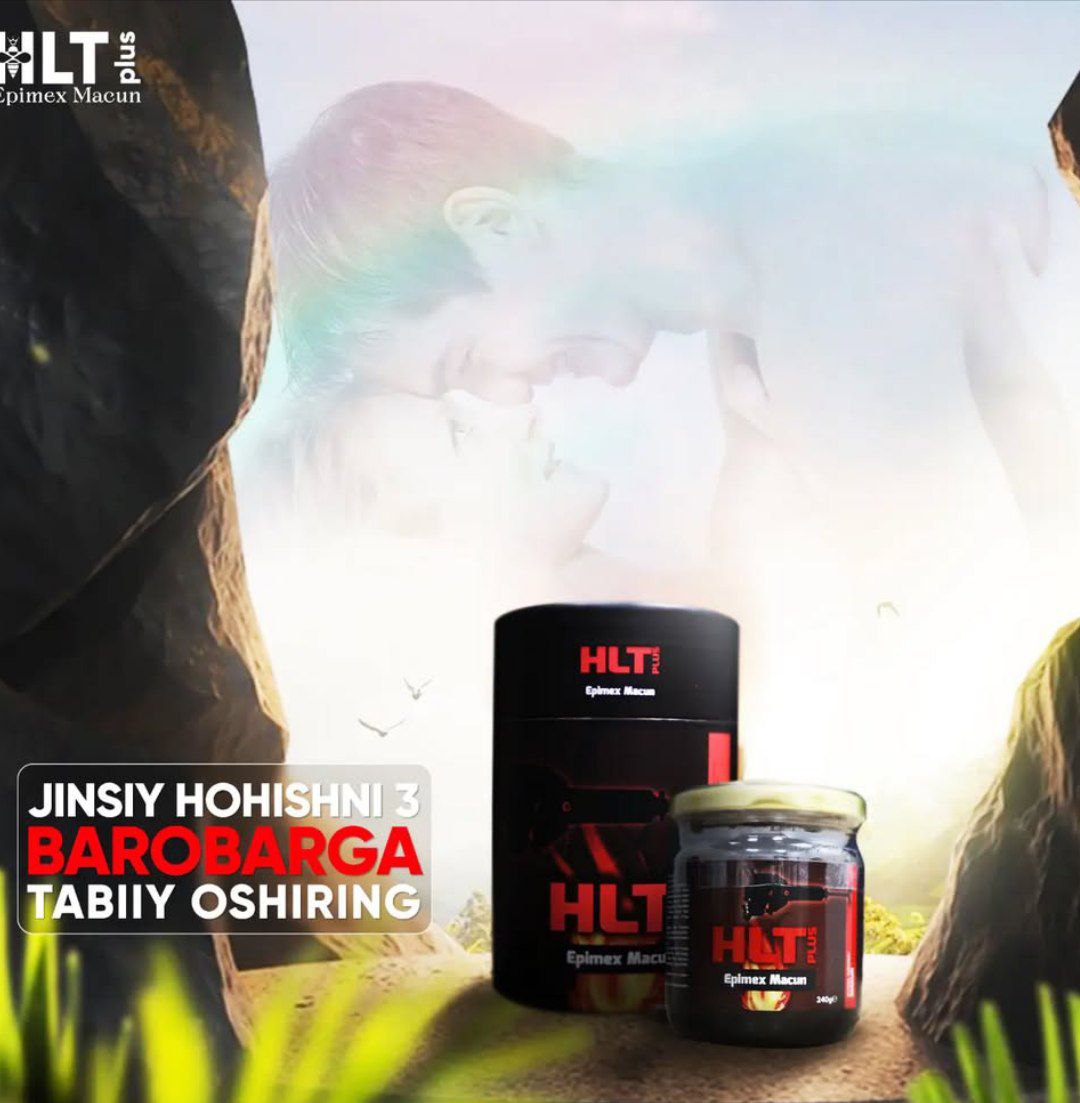 HLT plus
Epimex Macun
HLT PLUS
Epimex Macun
JINSIY HOHISHNI 3
BAROBARGA
TABIIY OSHIRING
HLT
Epimex Macu
HLT PLUS
Epimex Macun
240g℮